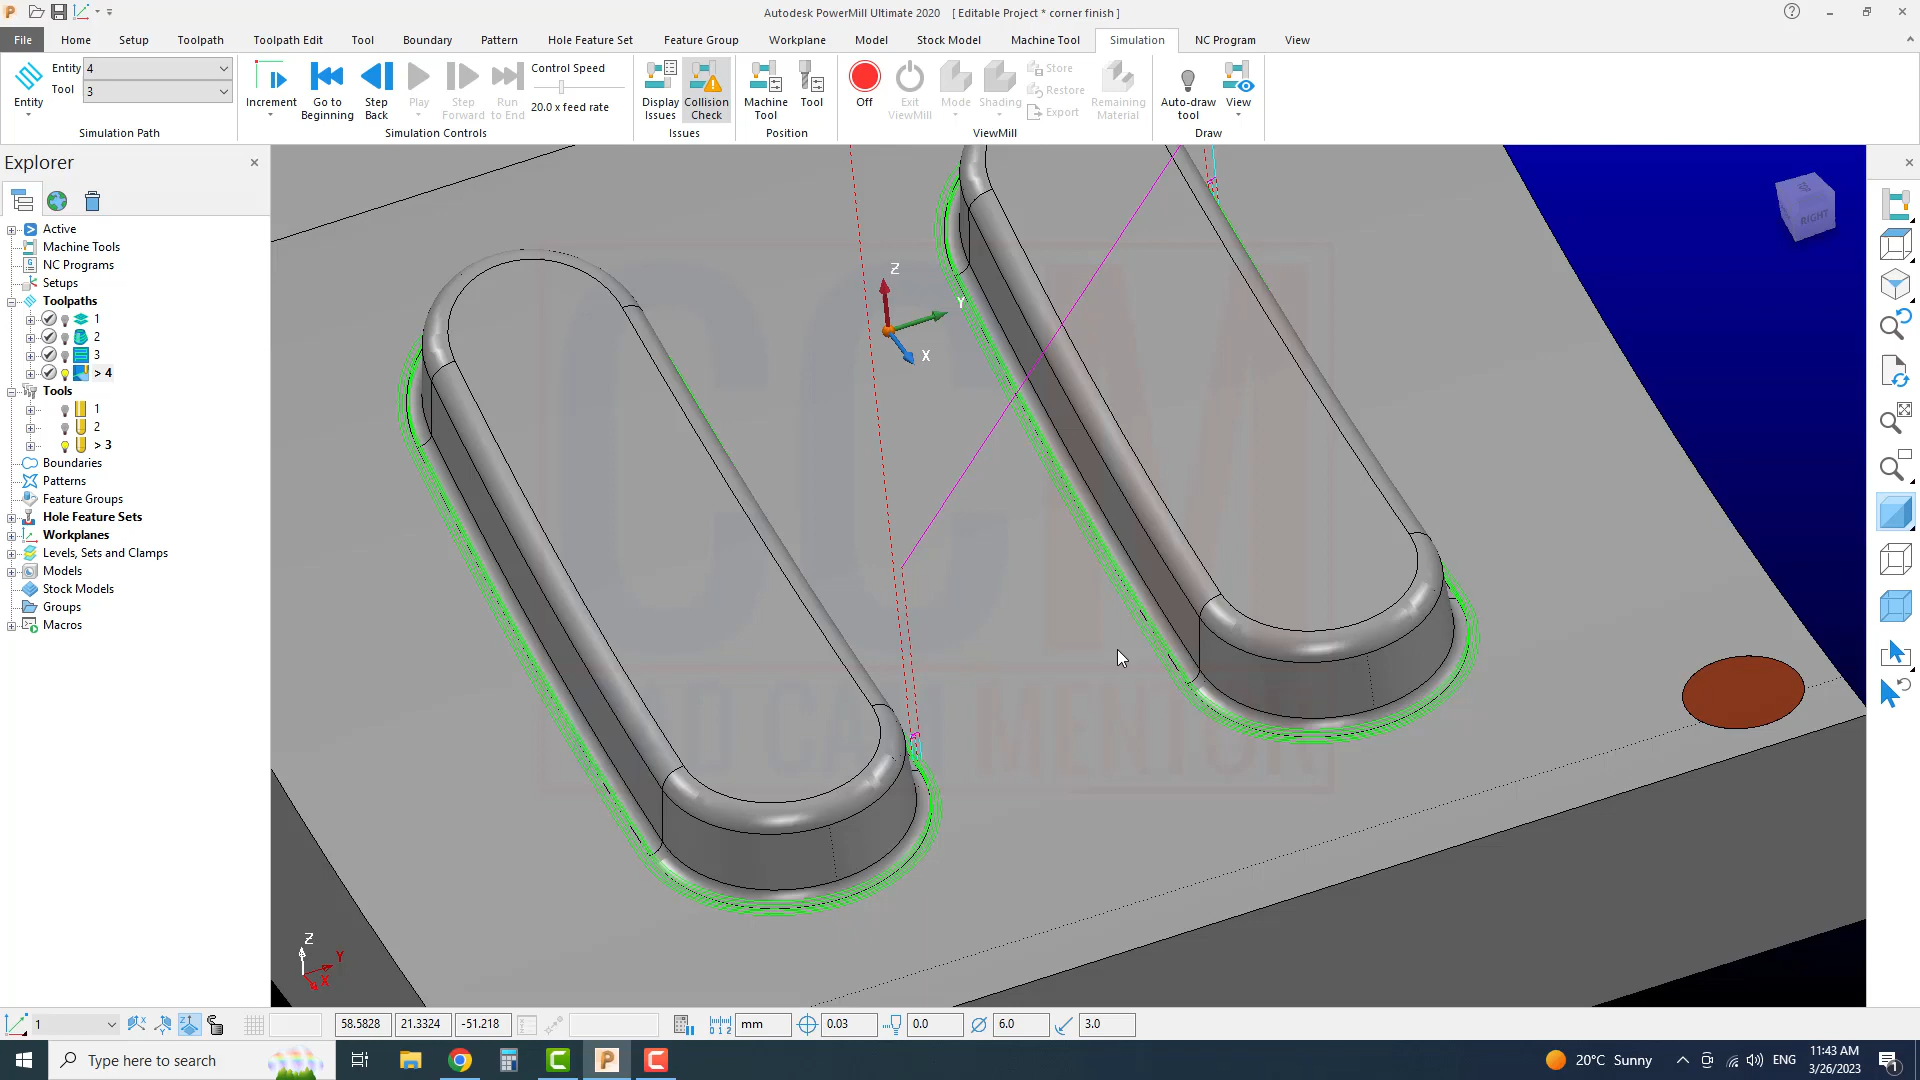 Autodesk PowerMill Ultimate 2020 [ Editable Project * corner finish ]
File Home Setup Toolpath Toolpath Edit Tool Boundary Pattern Hole Feature Set Feature Group Workplane Model Stock Model Machine Tool Simulation NC Program View
Entity
Entity 4
Tool 3
Simulation Path
Increment
Go to Beginning
Step Back
Play
Step Forward
Run to End
Control Speed
20.0 x feed rate
Simulation Controls
Display Issues
Collision Check
Issues
Machine Tool
Tool
Position
Off
Exit ViewMill
Mode
Shading
Store
Restore
Export
Remaining Material
ViewMill
Auto-draw tool
View
Draw
Explorer
Active
Machine Tools
NC Programs
Setups
Toolpaths
1
2
3
> 4
Tools
1
2
> 3
Boundaries
Patterns
Feature Groups
Hole Feature Sets
Workplanes
Levels, Sets and Clamps
Models
Stock Models
Groups
Macros
Z
Y
X
RIGHT
Z
Y
X
1 58.5828 21.3324 -51.218 mm 0.03 0.0 6.0 3.0
Type here to search
20°C Sunny
ENG
11:43 AM
3/26/2023
1